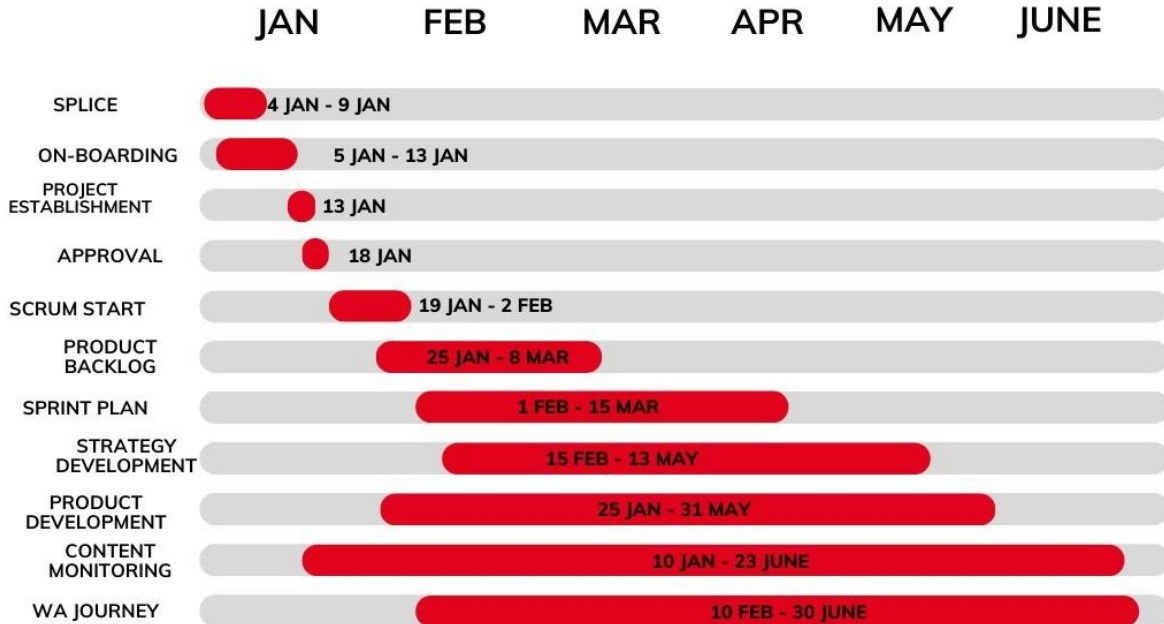 JAN FEB MAR APR MAY JUNE
SPLICE 4 JAN - 9 JAN
ON-BOARDING 5 JAN - 13 JAN
PROJECT
ESTABLISHMENT 13 JAN
APPROVAL 18 JAN
SCRUM START 19 JAN - 2 FEB
PRODUCT
BACKLOG 25 JAN - 8 MAR
SPRINT PLAN 1 FEB - 15 MAR
STRATEGY
DEVELOPMENT 15 FEB - 13 MAY
PRODUCT
DEVELOPMENT 25 JAN - 31 MAY
CONTENT
MONITORING 10 JAN - 23 JUNE
WA JOURNEY 10 FEB - 30 JUNE